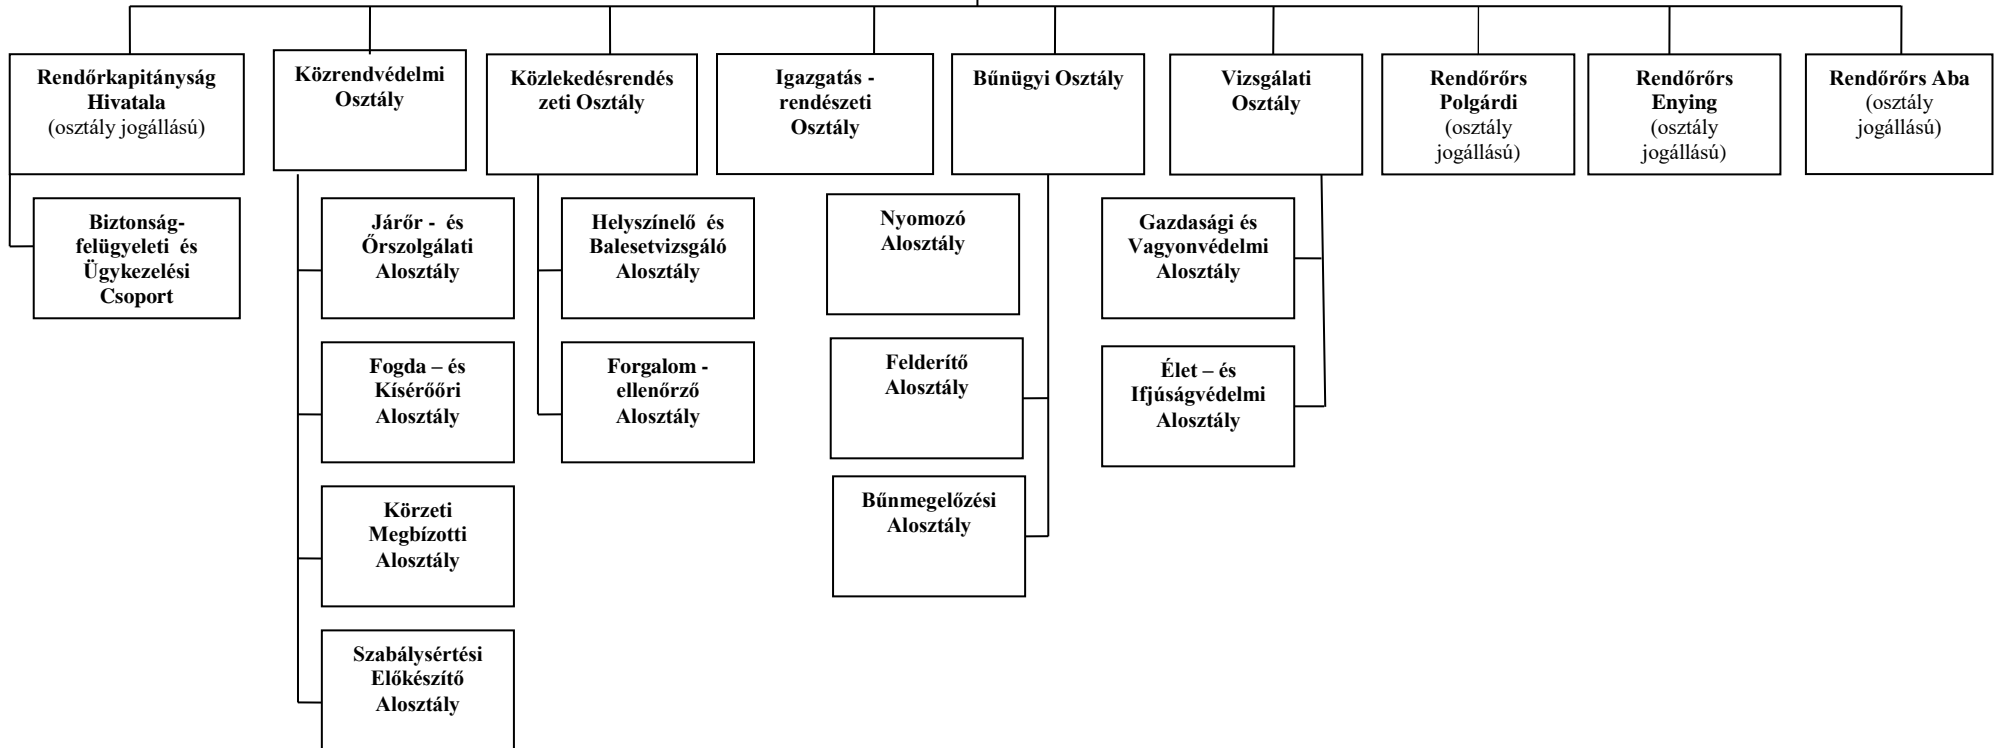 Rendőrkapitányság
Hivatala
(osztály jogállású)
Közrendvédelmi
Osztály
Közlekedésrendés
zeti Osztály
Igazgatás -
rendészeti
Osztály
Bűnügyi Osztály
Vizsgálati
Osztály
Rendőrőrs
Polgárdi
(osztály
jogállású)
Rendőrőrs
Enying
(osztály
jogállású)
Rendőrőrs Aba
(osztály
jogállású)
Biztonság-
felügyeleti és
Ügykezelési
Csoport
Járőr - és
Őrszolgálati
Alosztály
Helyszínelő és
Balesetvizsgáló
Alosztály
Nyomozó
Alosztály
Gazdasági és
Vagyonvédelmi
Alosztály
Fogda – és
Kísérőőri
Alosztály
Forgalom -
ellenőrző
Alosztály
Felderítő
Alosztály
Élet – és
Ifjúságvédelmi
Alosztály
Körzeti
Megbízotti
Alosztály
Bűnmegelőzési
Alosztály
Szabálysértési
Előkészítő
Alosztály